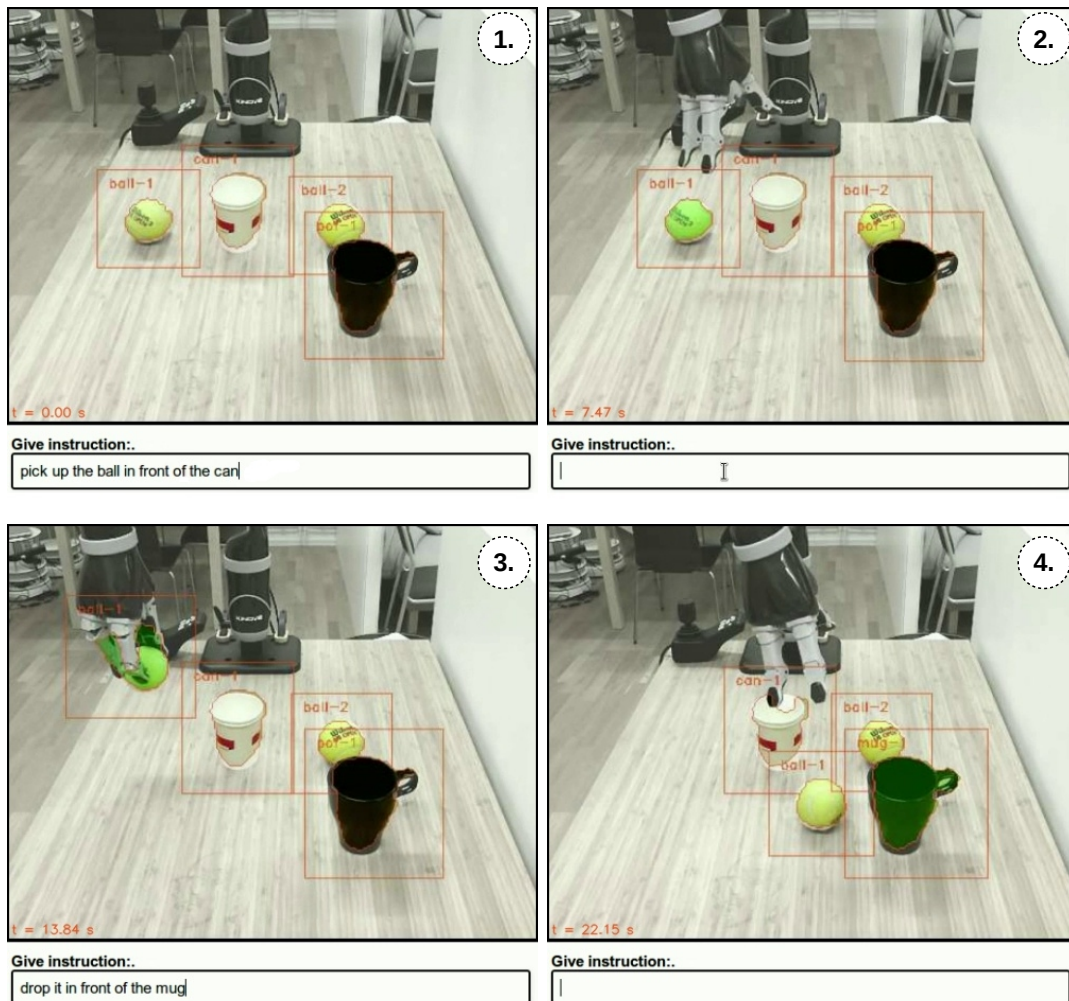 1.
can-1
ball-1
ball-2
pot-1
KINOVA
t = 0.00 s
Give instruction:.
pick up the ball in front of the can
2.
can-1
ball-1
ball-2
pot-1
KINOVA
t = 7.47 s
Give instruction:.
3.
ball-1
KINOVA
can-1
ball-2
pot-1
t = 13.84 s
Give instruction:.
drop it in front of the mug
4.
can-1
ball-2
mug-1
ball-1
t = 22.15 s
Give instruction:.